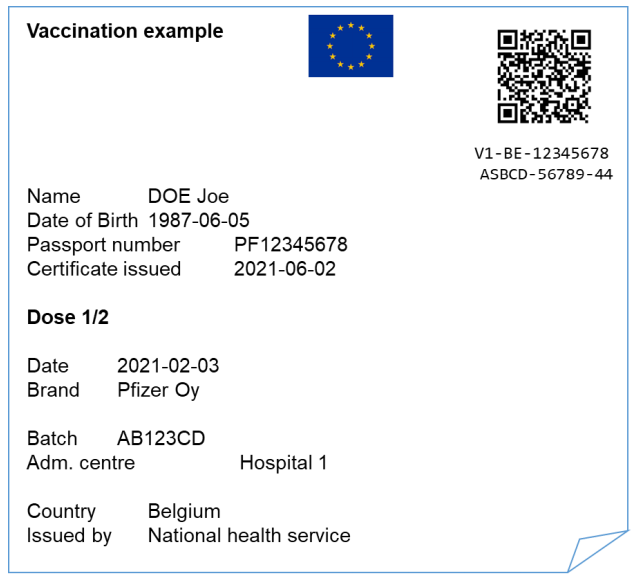 Vaccination example
V1-BE-12345678
ASBCD-56789-44
Name DOE Joe
Date of Birth 1987-06-05
Passport number PF12345678
Certificate issued 2021-06-02
Dose 1/2
Date 2021-02-03
Brand Pfizer Oy
Batch AB123CD
Adm. centre Hospital 1
Country Belgium
Issued by National health service